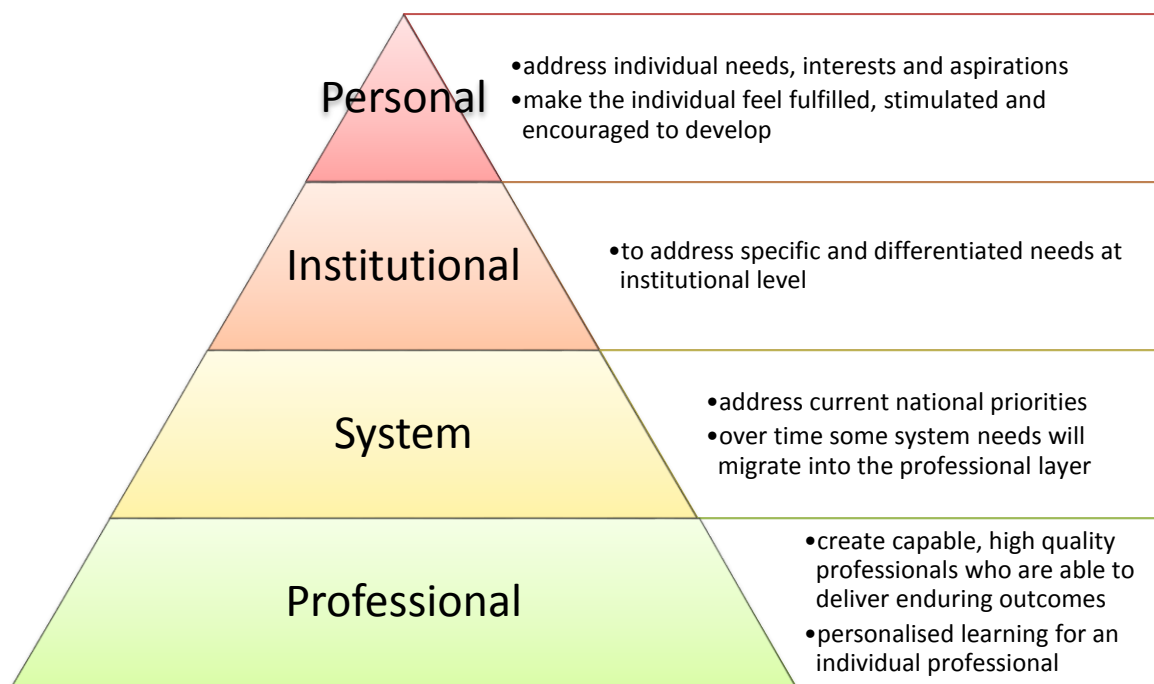 Personal
•address individual needs, interests and aspirations
•make the individual feel fulfilled, stimulated and
encouraged to develop
Institutional
•to address specific and differentiated needs at
institutional level
System
•address current national priorities
•over time some system needs will
migrate into the professional layer
Professional
•create capable, high quality
professionals who are able to
deliver enduring outcomes
•personalised learning for an
individual professional